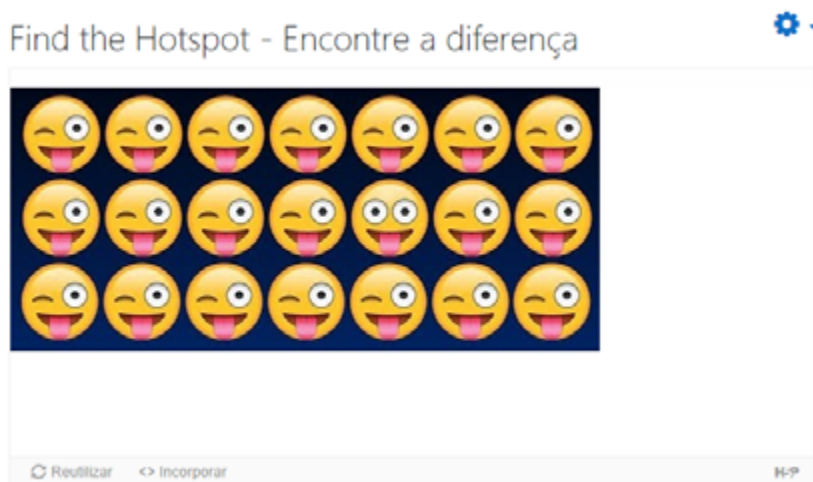 Find the Hotspot - Encontre a diferença
Reutilizar <> Incorporar
H-P